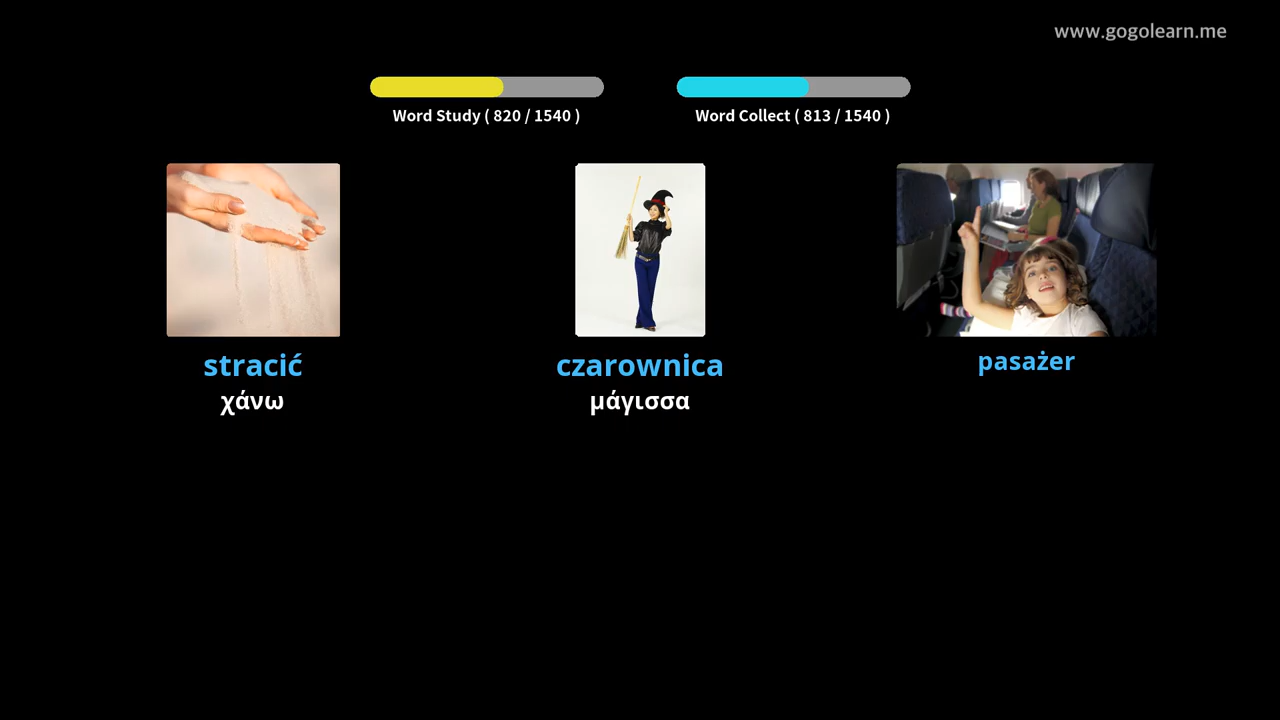 www.gogolearn.me
Word Study ( 820 / 1540 )
Word Collect ( 813 / 1540 )
stracić
χάνω
czarownica
μάγισσα
pasażer